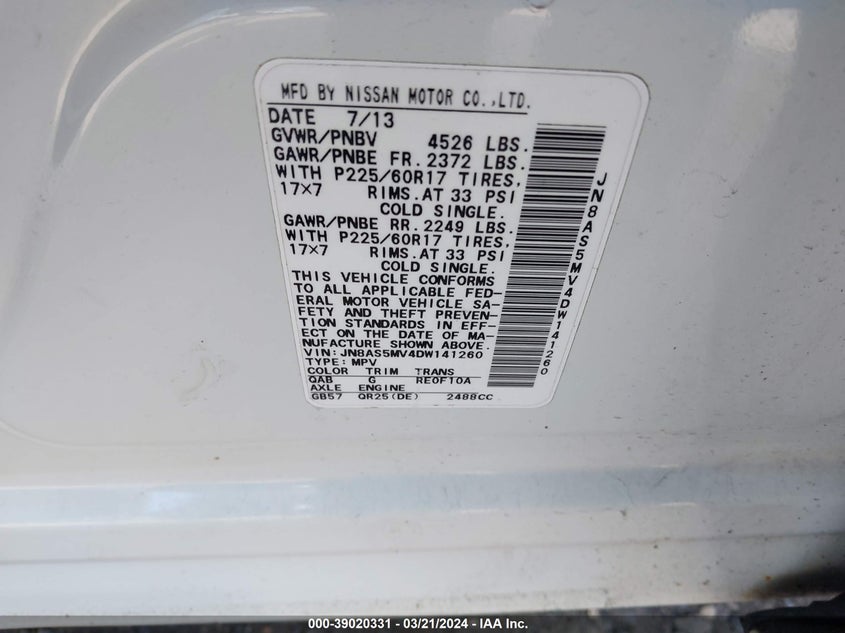 MFD BY NISSAN MOTOR CO.,LTD.
DATE 7/13
GVWR/PNBV 4526 LBS.
GAWR/PNBE FR. 2372 LBS.
WITH P225/60R17 TIRES,
17×7 RIMS. AT 33 PSI
COLD SINGLE.
GAWR/PNBE RR. 2249 LBS.
WITH P225/60R17 TIRES,
17×7 RIMS. AT 33 PSI
COLD SINGLE.
THIS VEHICLE CONFORMS
TO ALL APPLICABLE FED-
ERAL MOTOR VEHICLE SA-
FETY AND THEFT PREVEN-
TION STANDARDS IN EFF-
ECT ON THE DATE OF MA-
NUFACTURE SHOWN ABOVE.
VIN:JN8AS5MV4DW141260
TYPE:MPV
COLOR TRIM TRANS
QAB G RE0F10A
AXLE ENGINE
GB57 QR25(DE) 2488CC
JN8AS5MV4DW141260
000-39020331 - 03/21/2024 - IAA Inc.